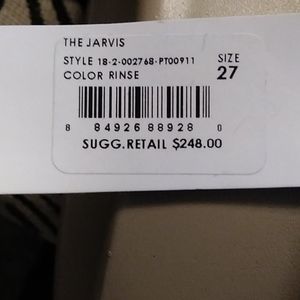 THE JARVIS
STYLE 18-2-002768-PT00911 SIZE
COLOR RINSE 27
8 84926 88928 0
SUGG.RETAIL $248.00